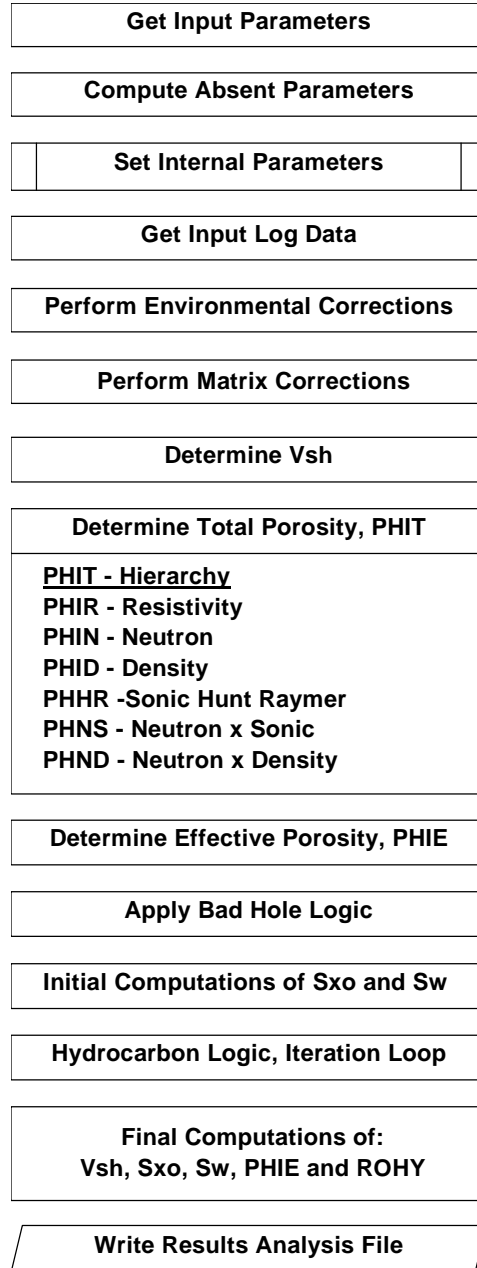 Get Input Parameters
Compute Absent Parameters
Set Internal Parameters
Get Input Log Data
Perform Environmental Corrections
Perform Matrix Corrections
Determine Vsh
Determine Total Porosity, PHIT
PHIT - Hierarchy
PHIR - Resistivity
PHIN - Neutron
PHID - Density
PHHR -Sonic Hunt Raymer
PHNS - Neutron x Sonic
PHND - Neutron x Density
Determine Effective Porosity, PHIE
Apply Bad Hole Logic
Initial Computations of Sxo and Sw
Hydrocarbon Logic, Iteration Loop
Final Computations of:
Vsh, Sxo, Sw, PHIE and ROHY
Write Results Analysis File